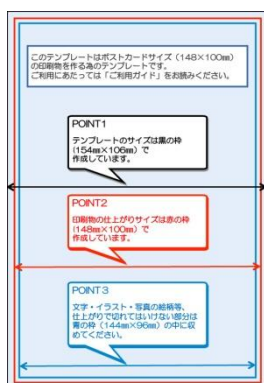 このテンプレートはポストカードサイズ（148×100㎜）
の印刷物を作る為のテンプレートです。
ご利用にあたっては「ご利用ガイド」をお読みください。
POINT1
テンプレートのサイズは黒の枠
(154㎜×106㎜）で
作成しています。
POINT2
印刷物の仕上がりサイズは赤の枠
(148㎜×100㎜）で
作成しています。
POINT3
文字・イラスト・写真の絵柄等、
仕上がりで切れてはいけない部分は
青の枠（144㎜×96㎜）の中に収
めてください。